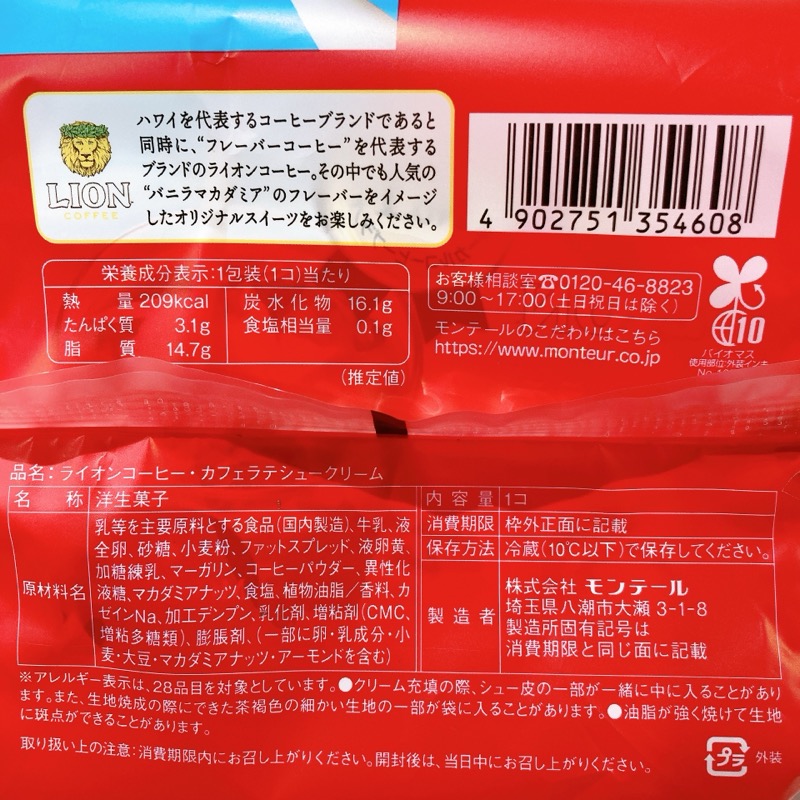 LION
COFFEE
ハワイを代表するコーヒーブランドであると
同時に、“フレーバーコーヒー”を代表する
ブランドのライオンコーヒー。その中でも人気の
“バニラマカダミア”のフレーバーをイメージ
したオリジナルスイーツをお楽しみください。
4 902751 354608
栄養成分表示:1包装(1コ)当たり
熱量 209kcal 炭水化物 16.1g
たんぱく質 3.1g 食塩相当量 0.1g
脂質 14.7g
(推定値)
お客様相談室☎0120-46-8823
9:00〜17:00(土日祝日は除く)
モンテールのこだわりはこちら
https://www.monteur.co.jp
10
バイオマス
使用部位:外装インキ
品名:ライオンコーヒー・カフェラテシュークリーム
名称 洋生菓子
原材料名
乳等を主要原料とする食品(国内製造)、牛乳、液
全卵、砂糖、小麦粉、ファットスプレッド、液卵黄、
加糖練乳、マーガリン、コーヒーパウダー、異性化
液糖、マカダミアナッツ、食塩、植物油脂/香料、カ
ゼインNa、加工デンプン、乳化剤、増粘剤(CMC、
増粘多糖類)、膨脹剤、(一部に卵・乳成分・小
麦・大豆・マカダミアナッツ・アーモンドを含む)
内容量 1コ
消費期限 枠外正面に記載
保存方法 冷蔵(10℃以下)で保存してください。
製造者
株式会社 モンテール
埼玉県八潮市大瀬 3-1-8
製造所固有記号は
消費期限と同じ面に記載
※アレルギー表示は、28品目を対象としています。●クリーム充填の際、シュー皮の一部が一緒に中に入ることがあり
ます。また、生地焼成の際にできた茶褐色の細かい生地の一部が袋に入ることがあります。●油脂が強く焼けて生地
に斑点ができることがあります。
取り扱い上の注意:消費期限内にお召し上がりください。開封後は、当日中にお召し上がりください。
プラ 外装